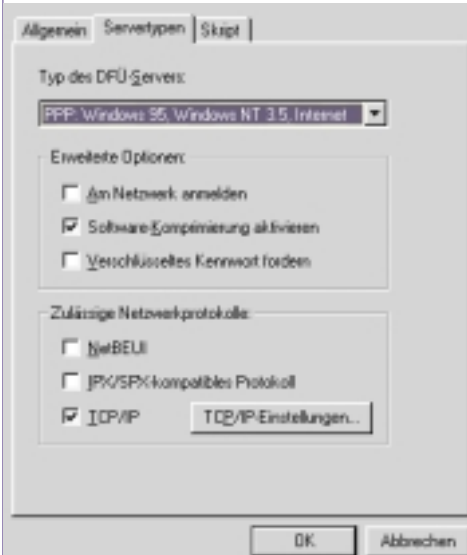 Allgemein Servertypen Skript
Typ des DFÜ-Servers:
PPP: Windows 95, Windows NT 3.5, Internet
Erweiterte Optionen:
Am Netzwerk anmelden
Software-Komprimierung aktivieren
Verschlüsseltes Kennwort fordern
Zulässige Netzwerkprotokolle:
NetBEUI
IPX/SPX-kompatibles Protokoll
TCP/IP TCP/IP-Einstellungen...
OK Abbrechen